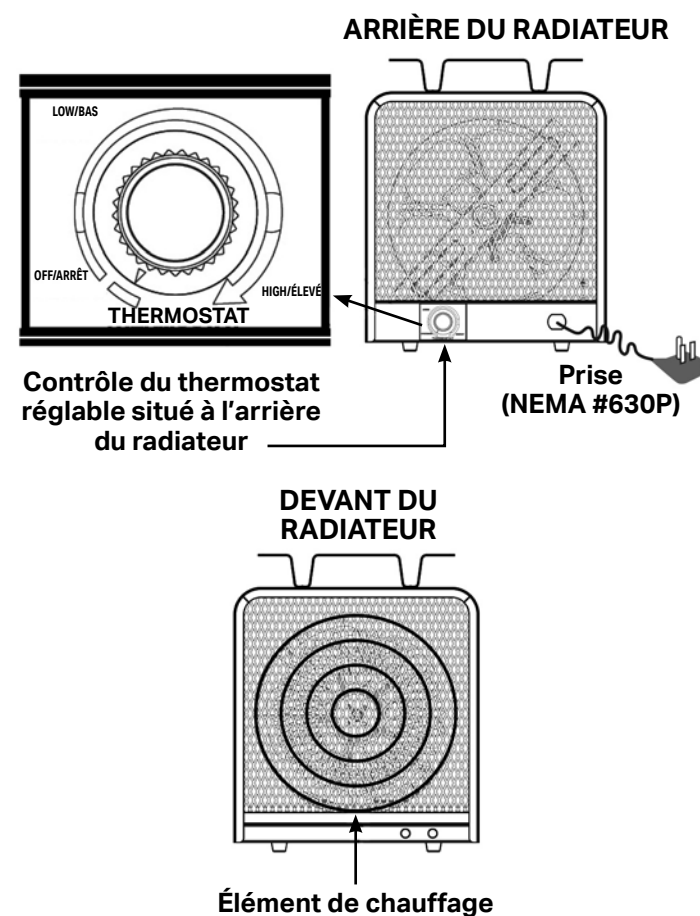 ARRIÈRE DU RADIATEUR
LOW/BAS
OFF/ARRÊT
HIGH/ÉLEVÉ
THERMOSTAT
Contrôle du thermostat
réglable situé à l’arrière
du radiateur
Prise
(NEMA #630P)
DEVANT DU
RADIATEUR
Élément de chauffage